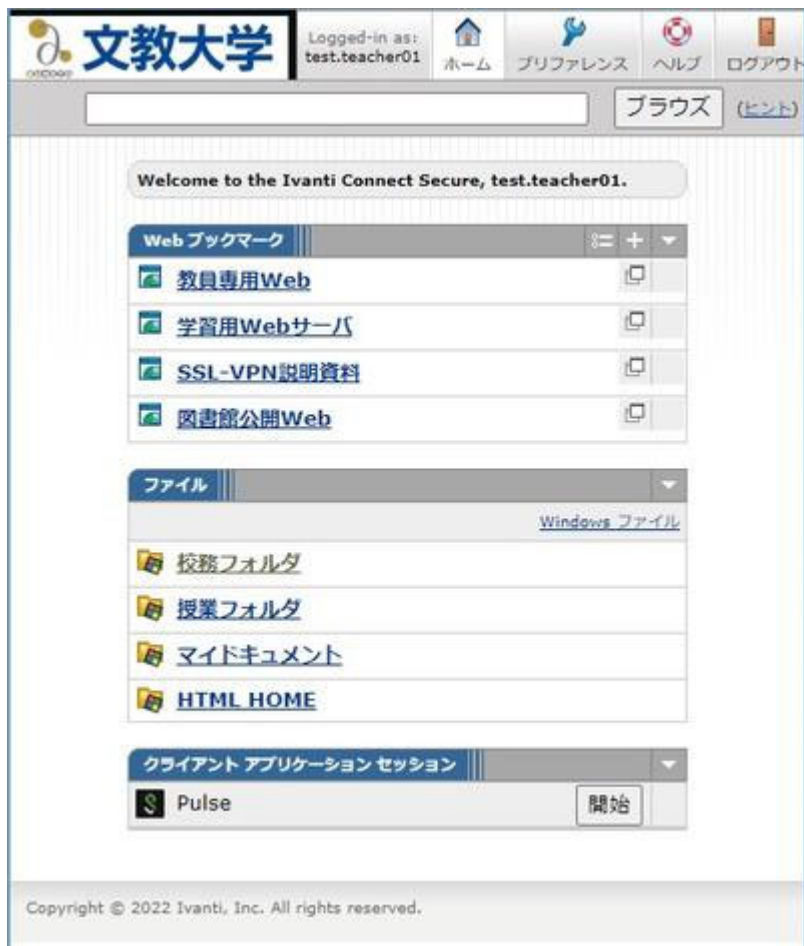 文教大学
Logged-in as:
test.teacher01
ホーム
プリファレンス
ヘルプ
ログアウト
ブラウズ
(ヒント)
Welcome to the Ivanti Connect Secure, test.teacher01.
Web ブックマーク
教員専用Web
学習用Webサーバ
SSL-VPN説明資料
図書館公開Web
ファイル
Windows ファイル
校務フォルダ
授業フォルダ
マイドキュメント
HTML HOME
クライアント アプリケーション セッション
Pulse
開始
Copyright © 2022 Ivanti, Inc. All rights reserved.